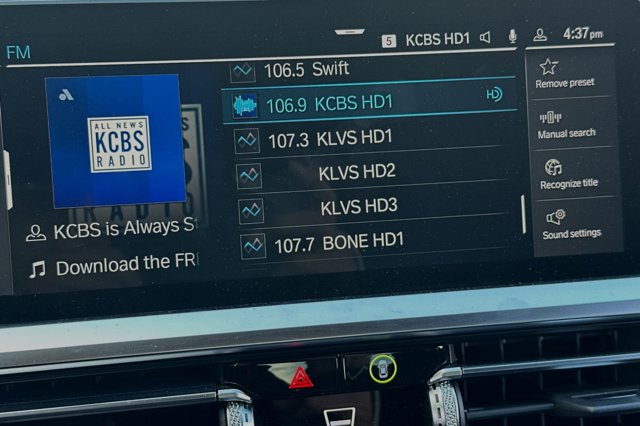 FM
5 KCBS HD1
4:37pm
106.5 Swift
106.9 KCBS HD1
HD
107.3 KLVS HD1
KLVS HD2
KLVS HD3
107.7 BONE HD1
ALL NEWS
KCBS
RADIO
KCBS is Always S
Download the FR
Remove preset
Manual search
Recognize title
Sound settings